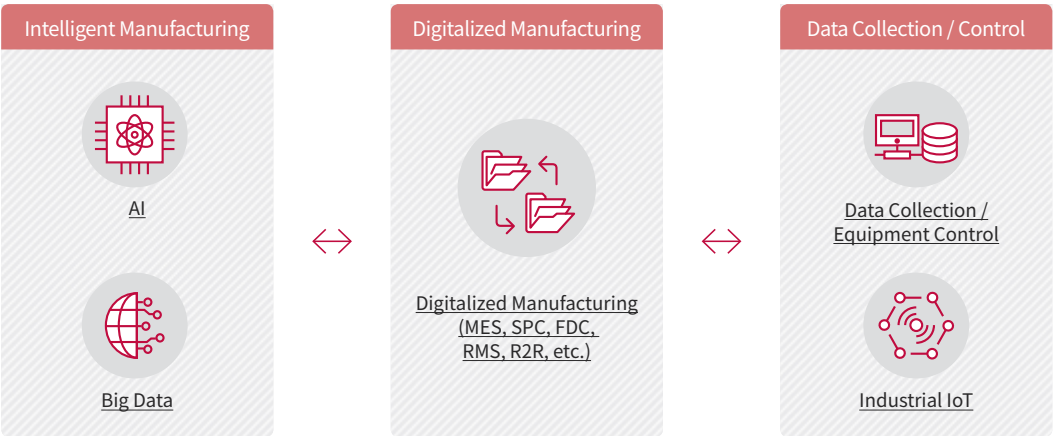 Intelligent Manufacturing
AI
Big Data
Digitalized Manufacturing
Digitalized Manufacturing
(MES, SPC, FDC,
RMS, R2R, etc.)
Data Collection / Control
Data Collection /
Equipment Control
Industrial IoT